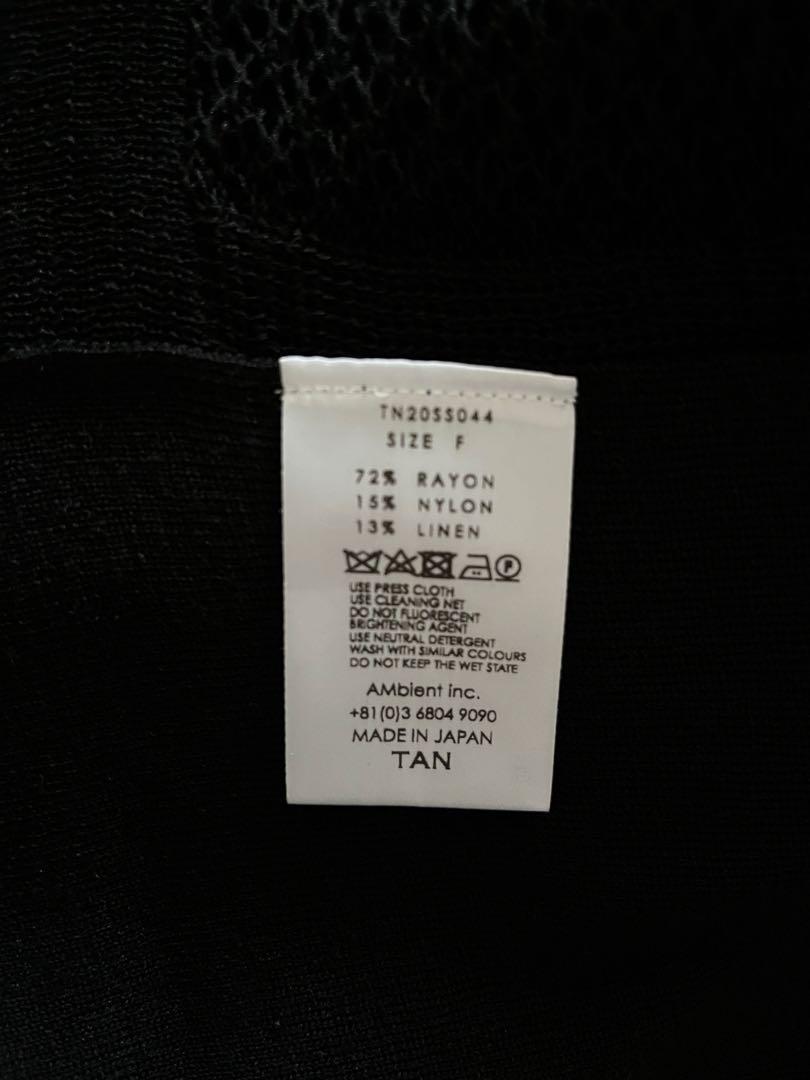 TN20SS044
SIZE F
72% RAYON
15% NYLON
13% LINEN
P
USE PRESS CLOTH
USE CLEANING NET
DO NOT FLUORESCENT
BRIGHTENING AGENT
USE NEUTRAL DETERGENT
WASH WITH SIMILAR COLOURS
DO NOT KEEP THE WET STATE
AMbient inc.
+81(0)3 6804 9090
MADE IN JAPAN
TAN